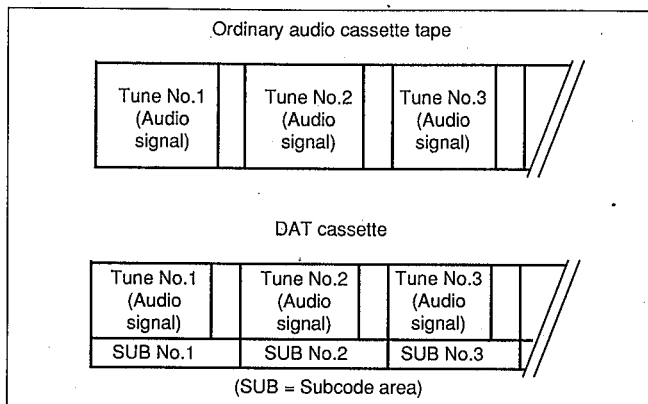 Ordinary audio cassette tape
Tune No.1
(Audio
signal)
Tune No.2
(Audio
signal)
Tune No.3
(Audio
signal)
DAT cassette
Tune No.1
(Audio
signal)
Tune No.2
(Audio
signal)
Tune No.3
(Audio
signal)
SUB No.1
SUB No.2
SUB No.3
(SUB = Subcode area)